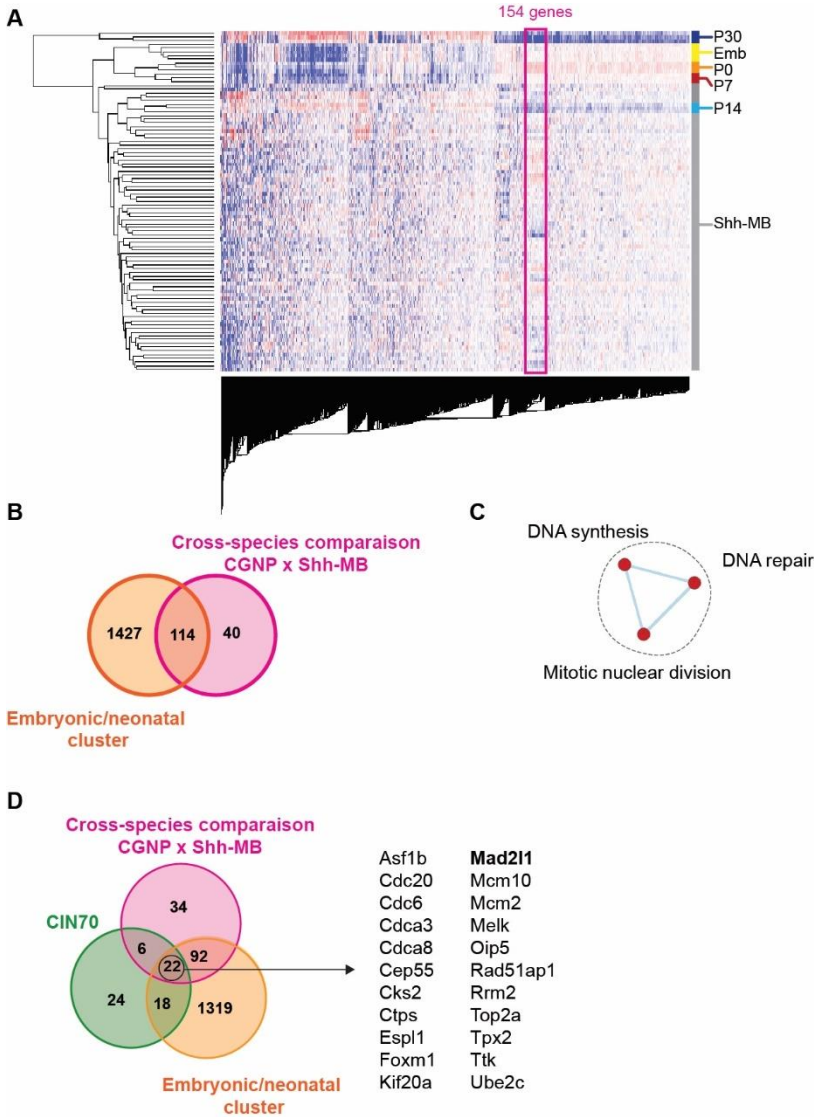 A
154 genes
P30
Emb
P0
P7
P14
Shh-MB
B
Cross-species comparaison
CGNP x Shh-MB
1427
114
40
Embryonic/neonatal
cluster
C
DNA synthesis
DNA repair
Mitotic nuclear division
D
Cross-species comparaison
CGNP x Shh-MB
CIN70
34
6
92
22
24
18
1319
Embryonic/neonatal
cluster
Asf1b
Cdc20
Cdc6
Cdca3
Cdca8
Cep55
Cks2
Ctps
Espl1
Foxm1
Kif20a
Mad2l1
Mcm10
Mcm2
Melk
Oip5
Rad51ap1
Rrm2
Top2a
Tpx2
Ttk
Ube2c